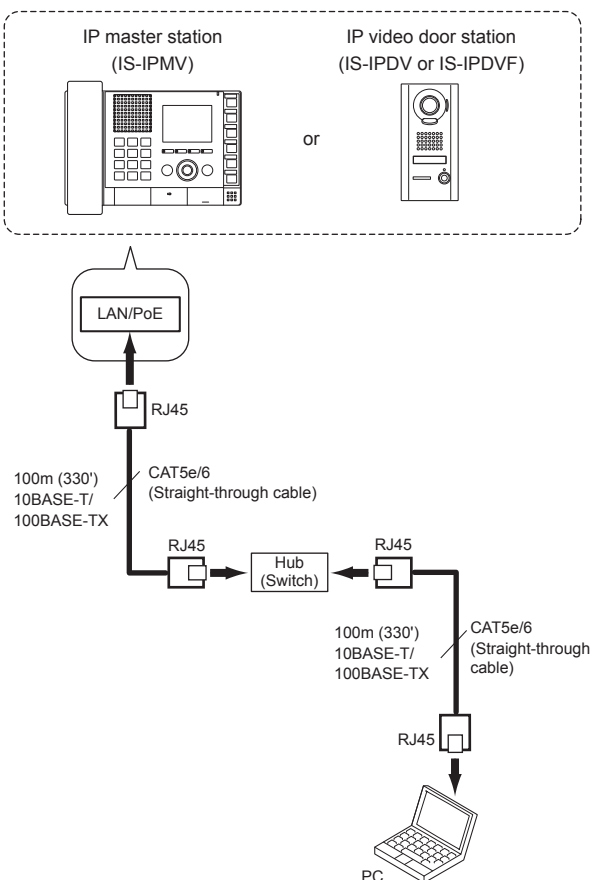 IP master station
(IS-IPMV)
IP video door station
(IS-IPDV or IS-IPDVF)
or
LAN/PoE
RJ45
100m (330')
10BASE-T/
100BASE-TX
CAT5e/6
(Straight-through cable)
RJ45
Hub
(Switch)
RJ45
100m (330')
10BASE-T/
100BASE-TX
CAT5e/6
(Straight-through
cable)
RJ45
PC